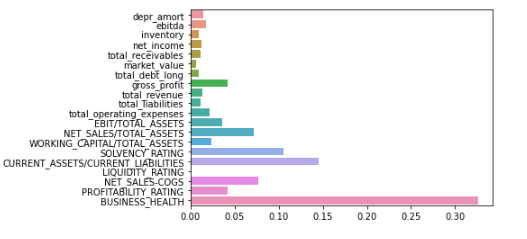 depr_amort
ebitda
inventory
net_income
total_receivables
market_value
total_debt_long
gross_profit
total_revenue
total_liabilities
total_operating_expenses
EBIT/TOTAL_ASSETS
NET_SALES/TOTAL_ASSETS
WORKING_CAPITAL/TOTAL_ASSETS
SOLVENCY_RATING
CURRENT_ASSETS/CURRENT_LIABILITIES
LIQUIDITY_RATING
NET_SALES-COGS
PROFITABILITY_RATING
BUSINESS_HEALTH
0.00 0.05 0.10 0.15 0.20 0.25 0.30